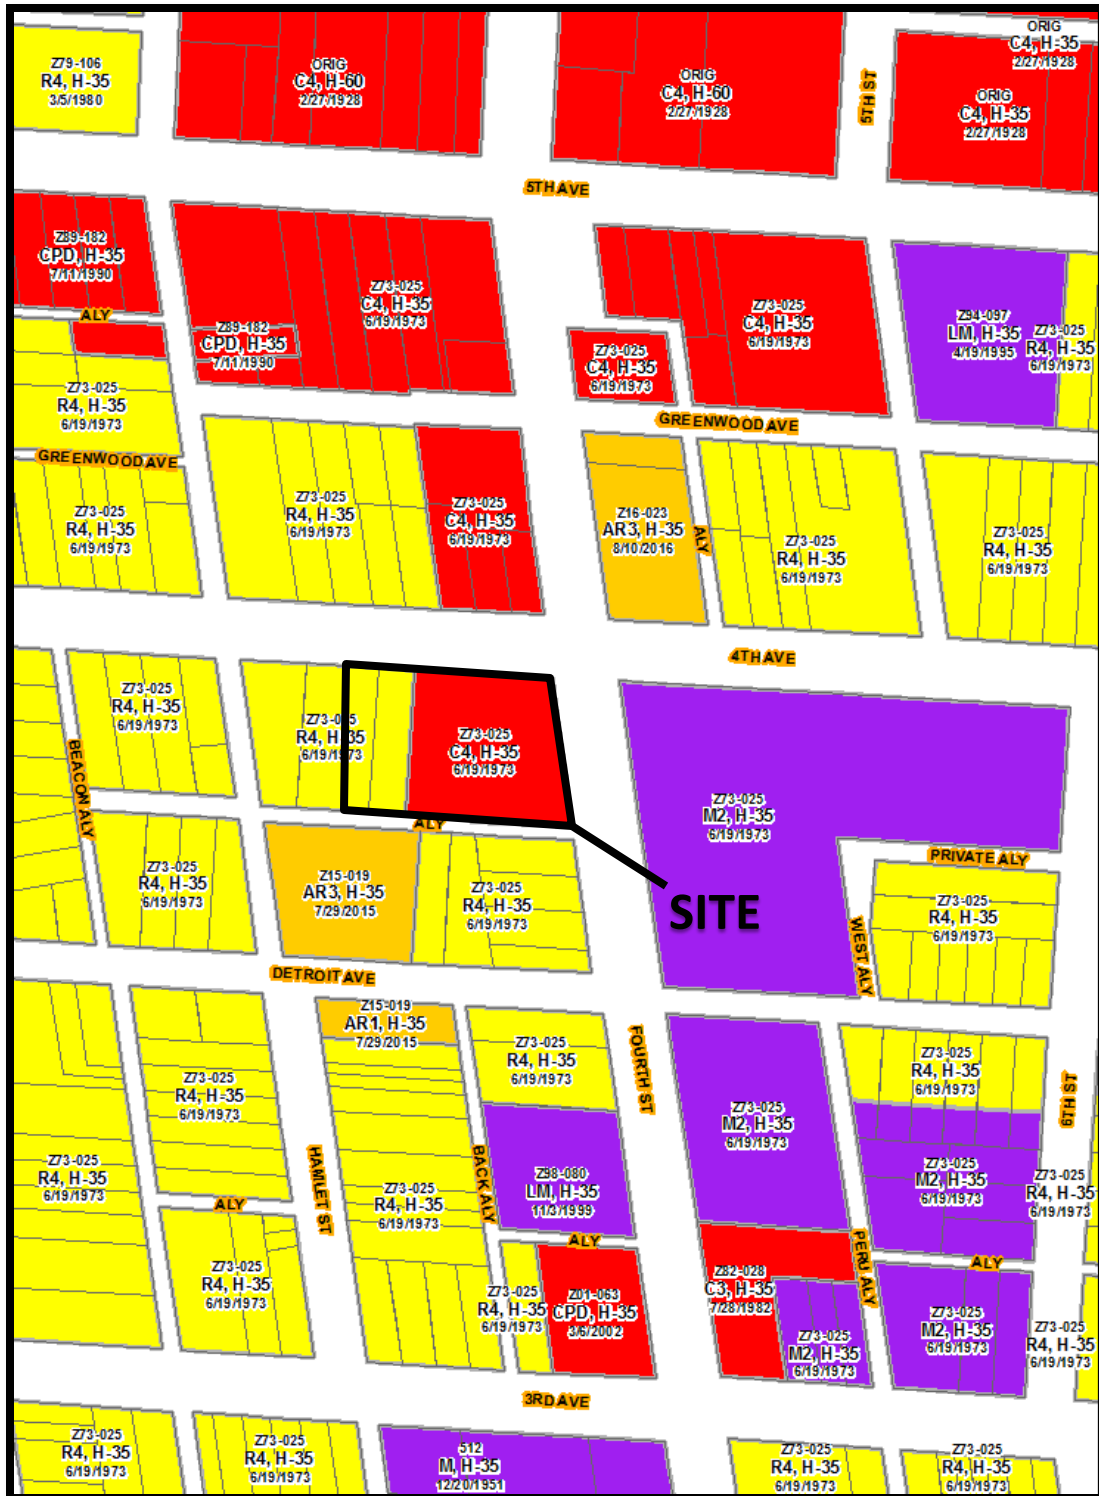 ORIG
C4, H-35
2/27/1928
Z79-106
R4, H-35
3/5/1980
ORIG
C4, H-60
2/27/1928
ORIG
C4, H-60
2/27/1928
5TH ST
ORIG
C4, H-35
2/27/1928
5TH AVE
Z89-182
CPD, H-35
7/11/1990
ALY
Z73-025
C4, H-35
6/19/1973
Z89-182
CPD, H-35
7/11/1990
Z73-025
C4, H-35
6/19/1973
Z73-025
C4, H-35
6/19/1973
Z94-097
LM, H-35
4/19/1995
Z73-025
R4, H-35
6/19/1973
Z73-025
R4, H-35
6/19/1973
GREENWOOD AVE
GREENWOOD AVE
Z73-025
R4, H-35
6/19/1973
Z73-025
R4, H-35
6/19/1973
Z73-025
C4, H-35
6/19/1973
Z16-023
AR3, H-35
8/10/2016
ALY
Z73-025
R4, H-35
6/19/1973
Z73-025
R4, H-35
6/19/1973
4TH AVE
Z73-025
R4, H-35
6/19/1973
Z73-025
R4, H-35
6/19/1973
Z73-025
C4, H-35
6/19/1973
BEACON ALY
ALY
Z73-025
M2, H-35
6/19/1973
PRIVATE ALY
Z73-025
R4, H-35
6/19/1973
Z15-019
AR3, H-35
7/29/2015
Z73-025
R4, H-35
6/19/1973
SITE
Z73-025
R4, H-35
6/19/1973
WEST ALY
DETROIT AVE
Z15-019
AR1, H-35
7/29/2015
FOURTH ST
Z73-025
R4, H-35
6/19/1973
Z73-025
R4, H-35
6/19/1973
Z73-025
R4, H-35
6/19/1973
6TH ST
Z73-025
M2, H-35
6/19/1973
Z73-025
R4, H-35
6/19/1973
HAMLET ST
Z73-025
R4, H-35
6/19/1973
BACK ALY
Z98-080
LM, H-35
11/3/1999
Z73-025
M2, H-35
6/19/1973
Z73-025
R4, H-35
6/19/1973
ALY
ALY
PERU ALY
ALY
Z73-025
R4, H-35
6/19/1973
Z73-025
R4, H-35
6/19/1973
Z01-063
CPD, H-35
3/6/2002
Z82-028
C3, H-35
7/28/1982
Z73-025
M2, H-35
6/19/1973
Z73-025
M2, H-35
6/19/1973
Z73-025
R4, H-35
6/19/1973
3RD AVE
Z73-025
R4, H-35
6/19/1973
Z73-025
R4, H-35
6/19/1973
512
M, H-35
12/20/1951
Z73-025
R4, H-35
6/19/1973
Z73-025
R4, H-35
6/19/1973